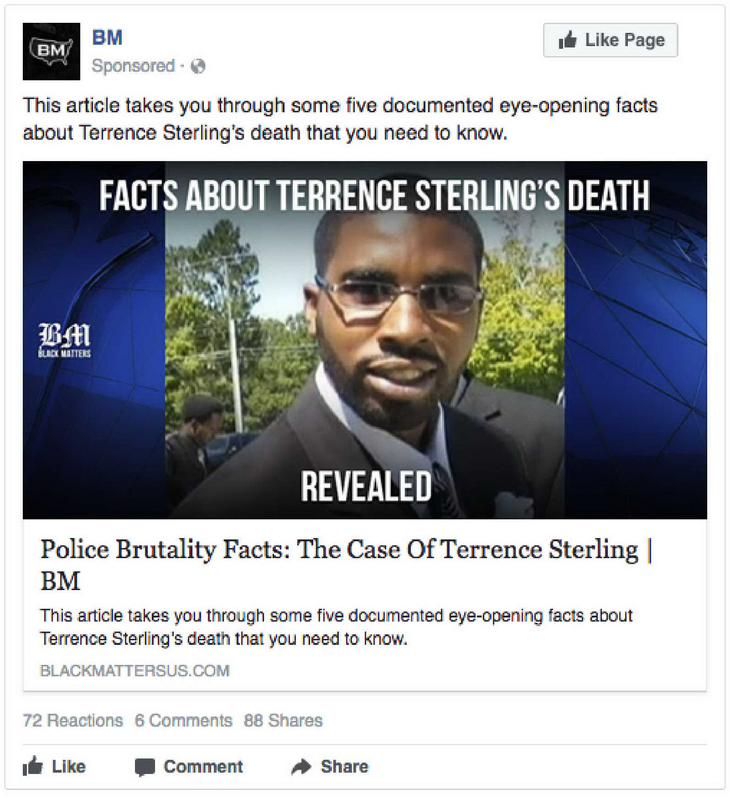 BM
BM
Like Page
Sponsored ·
This article takes you through some five documented eye-opening facts
about Terrence Sterling's death that you need to know.
FACTS ABOUT TERRENCE STERLING'S DEATH
BM
BLACK MATTERS
REVEALED
Police Brutality Facts: The Case Of Terrence Sterling |
BM
This article takes you through some five documented eye-opening facts about
Terrence Sterling's death that you need to know.
BLACKMATTERSUS.COM
72 Reactions 6 Comments 88 Shares
Like Comment Share